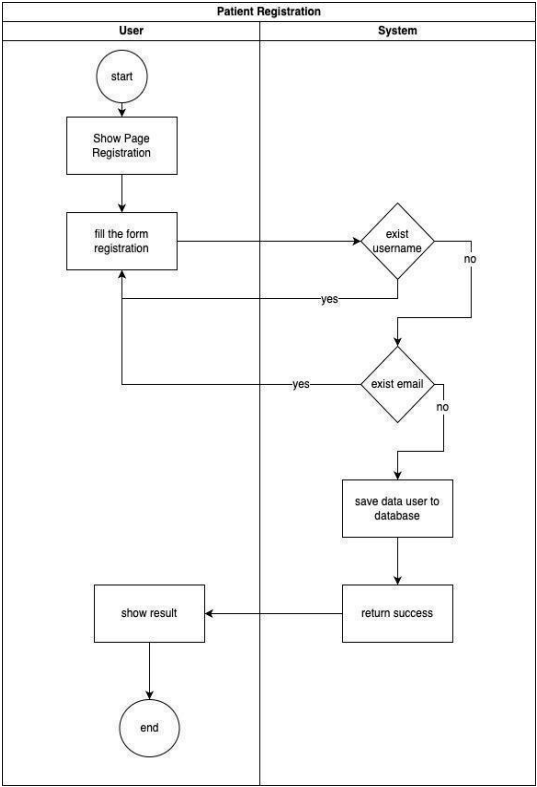 Patient Registration
User
System
start
Show Page
Registration
fill the form
registration
exist
username
no
yes
exist email
yes
no
save data user to
database
show result
return success
end